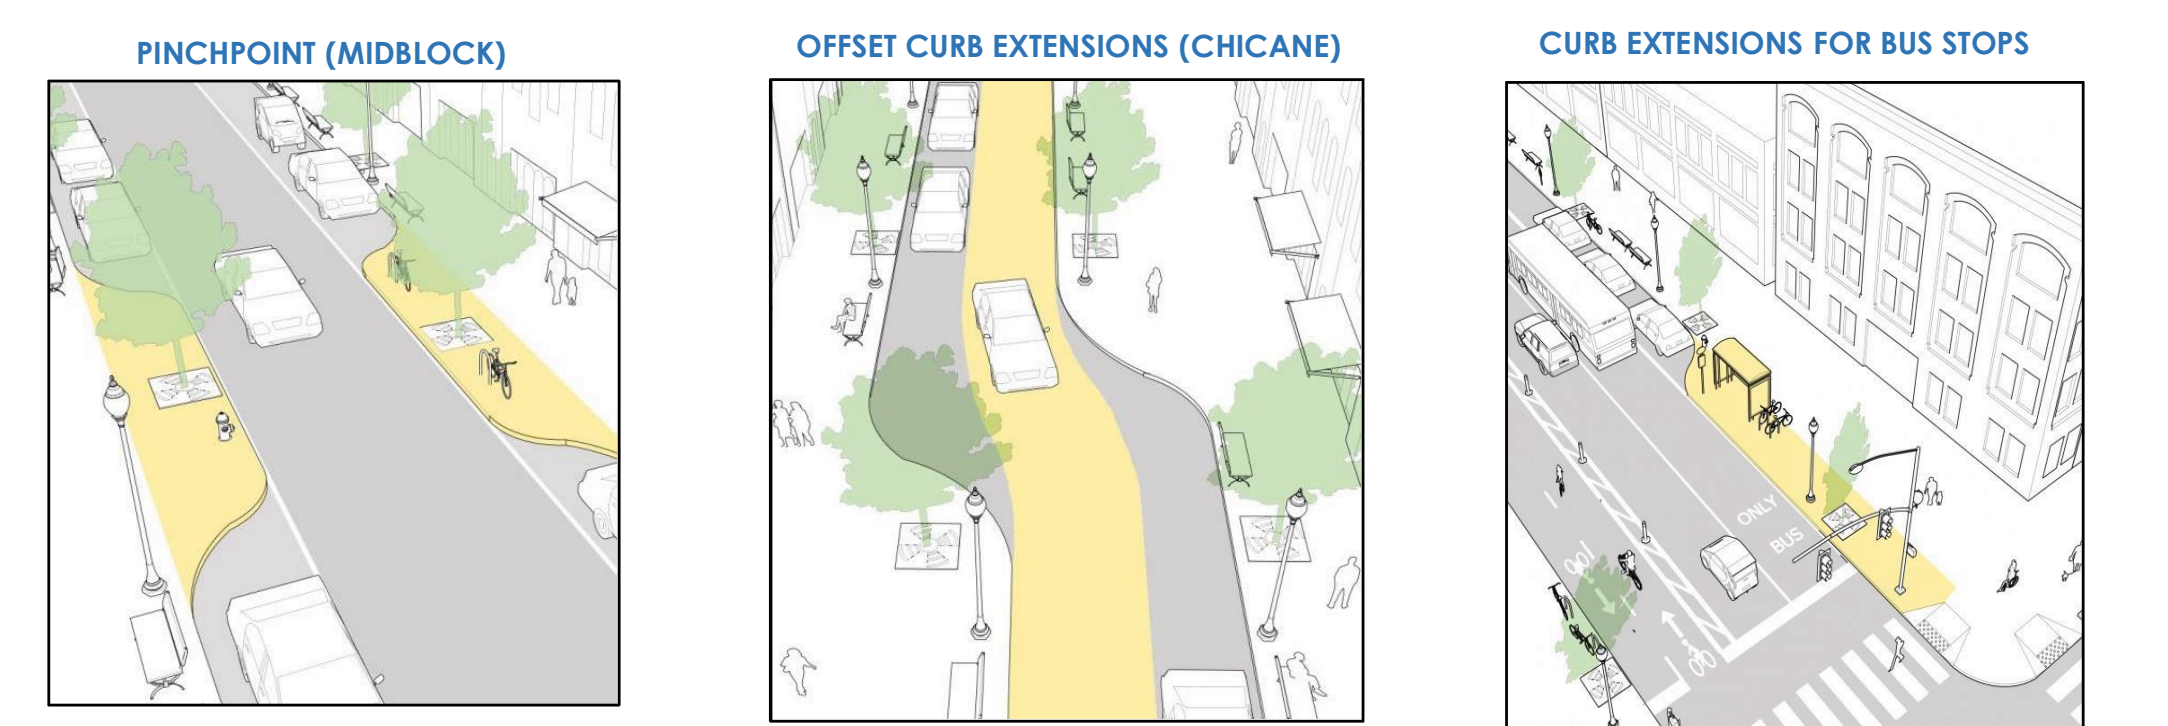 PINCHPOINT (MIDBLOCK)
OFFSET CURB EXTENSIONS (CHICANE)
CURB EXTENSIONS FOR BUS STOPS
ONLY
BUS